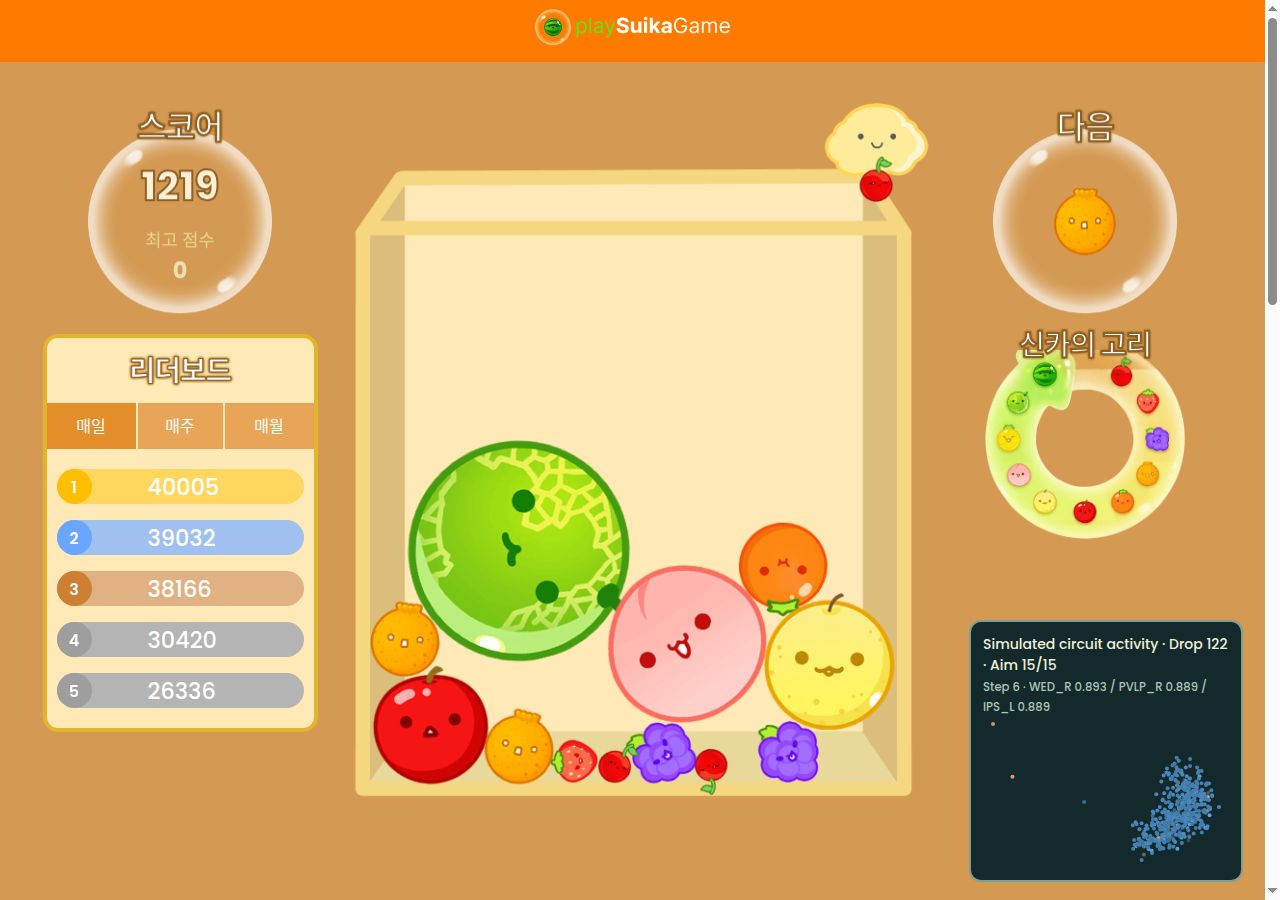 playSuikaGame
스코어
1219
최고 점수
0
다음
리더보드
매일 매주 매월
1 40005
2 39032
3 38166
4 30420
5 26336
신카의 고리
Simulated circuit activity · Drop 122
· Aim 15/15
Step 6 · WED_R 0.893 / PVLP_R 0.889 /
IPS_L 0.889